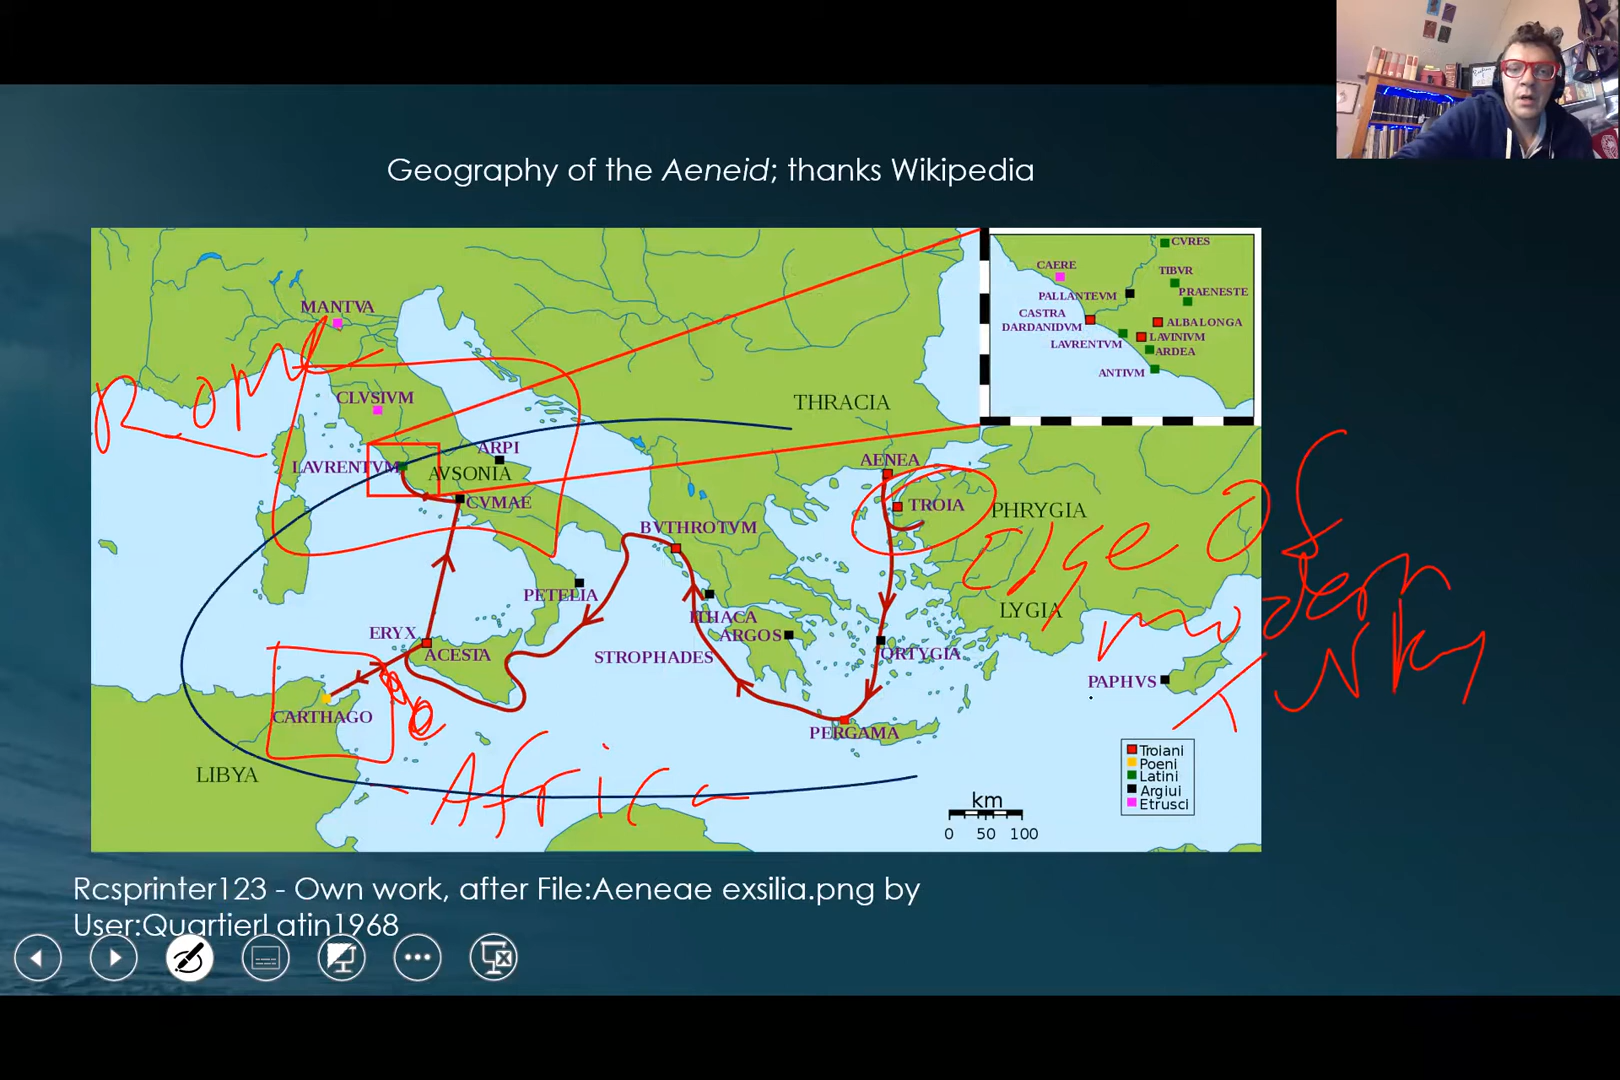 Geography of the Aeneid; thanks Wikipedia
CVRES
CAERE
TIBVR
PALLANTEVM
PRAENESTE
CASTRA
DARDANIDVM
ALBALONGA
LAVRENTVM
LAVINIVM
ARDEA
ANTIVM
MANTVA
Rome
CLVSIVM
THRACIA
ARPI
LAVRENTVM
AVSONIA
CVMAE
AENEA
TROIA
PHRYGIA
BVTHROTVM
edge of
modern
Turkey
PETELIA
ITHACA
ARGOS
LYGIA
ERYX
ACESTA
STROPHADES
ORTYGIA
PAPHVS
CARTHAGO
PERGAMA
LIBYA
Africa
Troiani
Poeni
Latini
Argiui
Etrusci
km
0 50 100
Rcsprinter123 - Own work, after File:Aeneae exsilia.png by
User:QuartierLatin1968